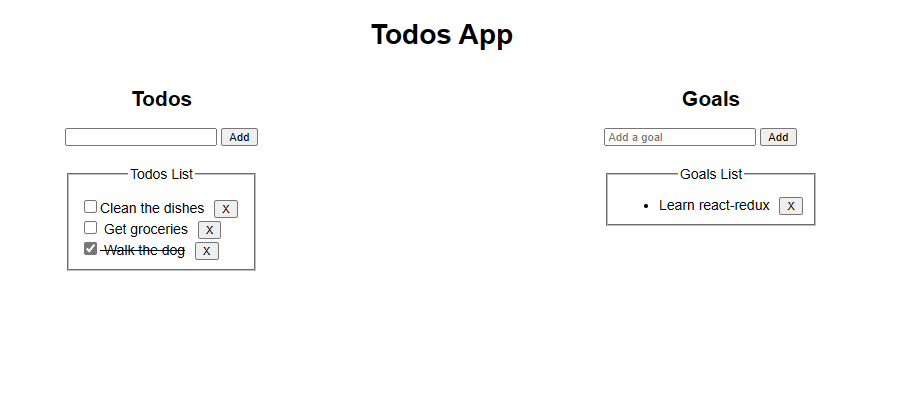 Todos App
Todos
Add
Todos List
Clean the dishes X
Get groceries X
Walk the dog X
Goals
Add a goal Add
Goals List
Learn react-redux X